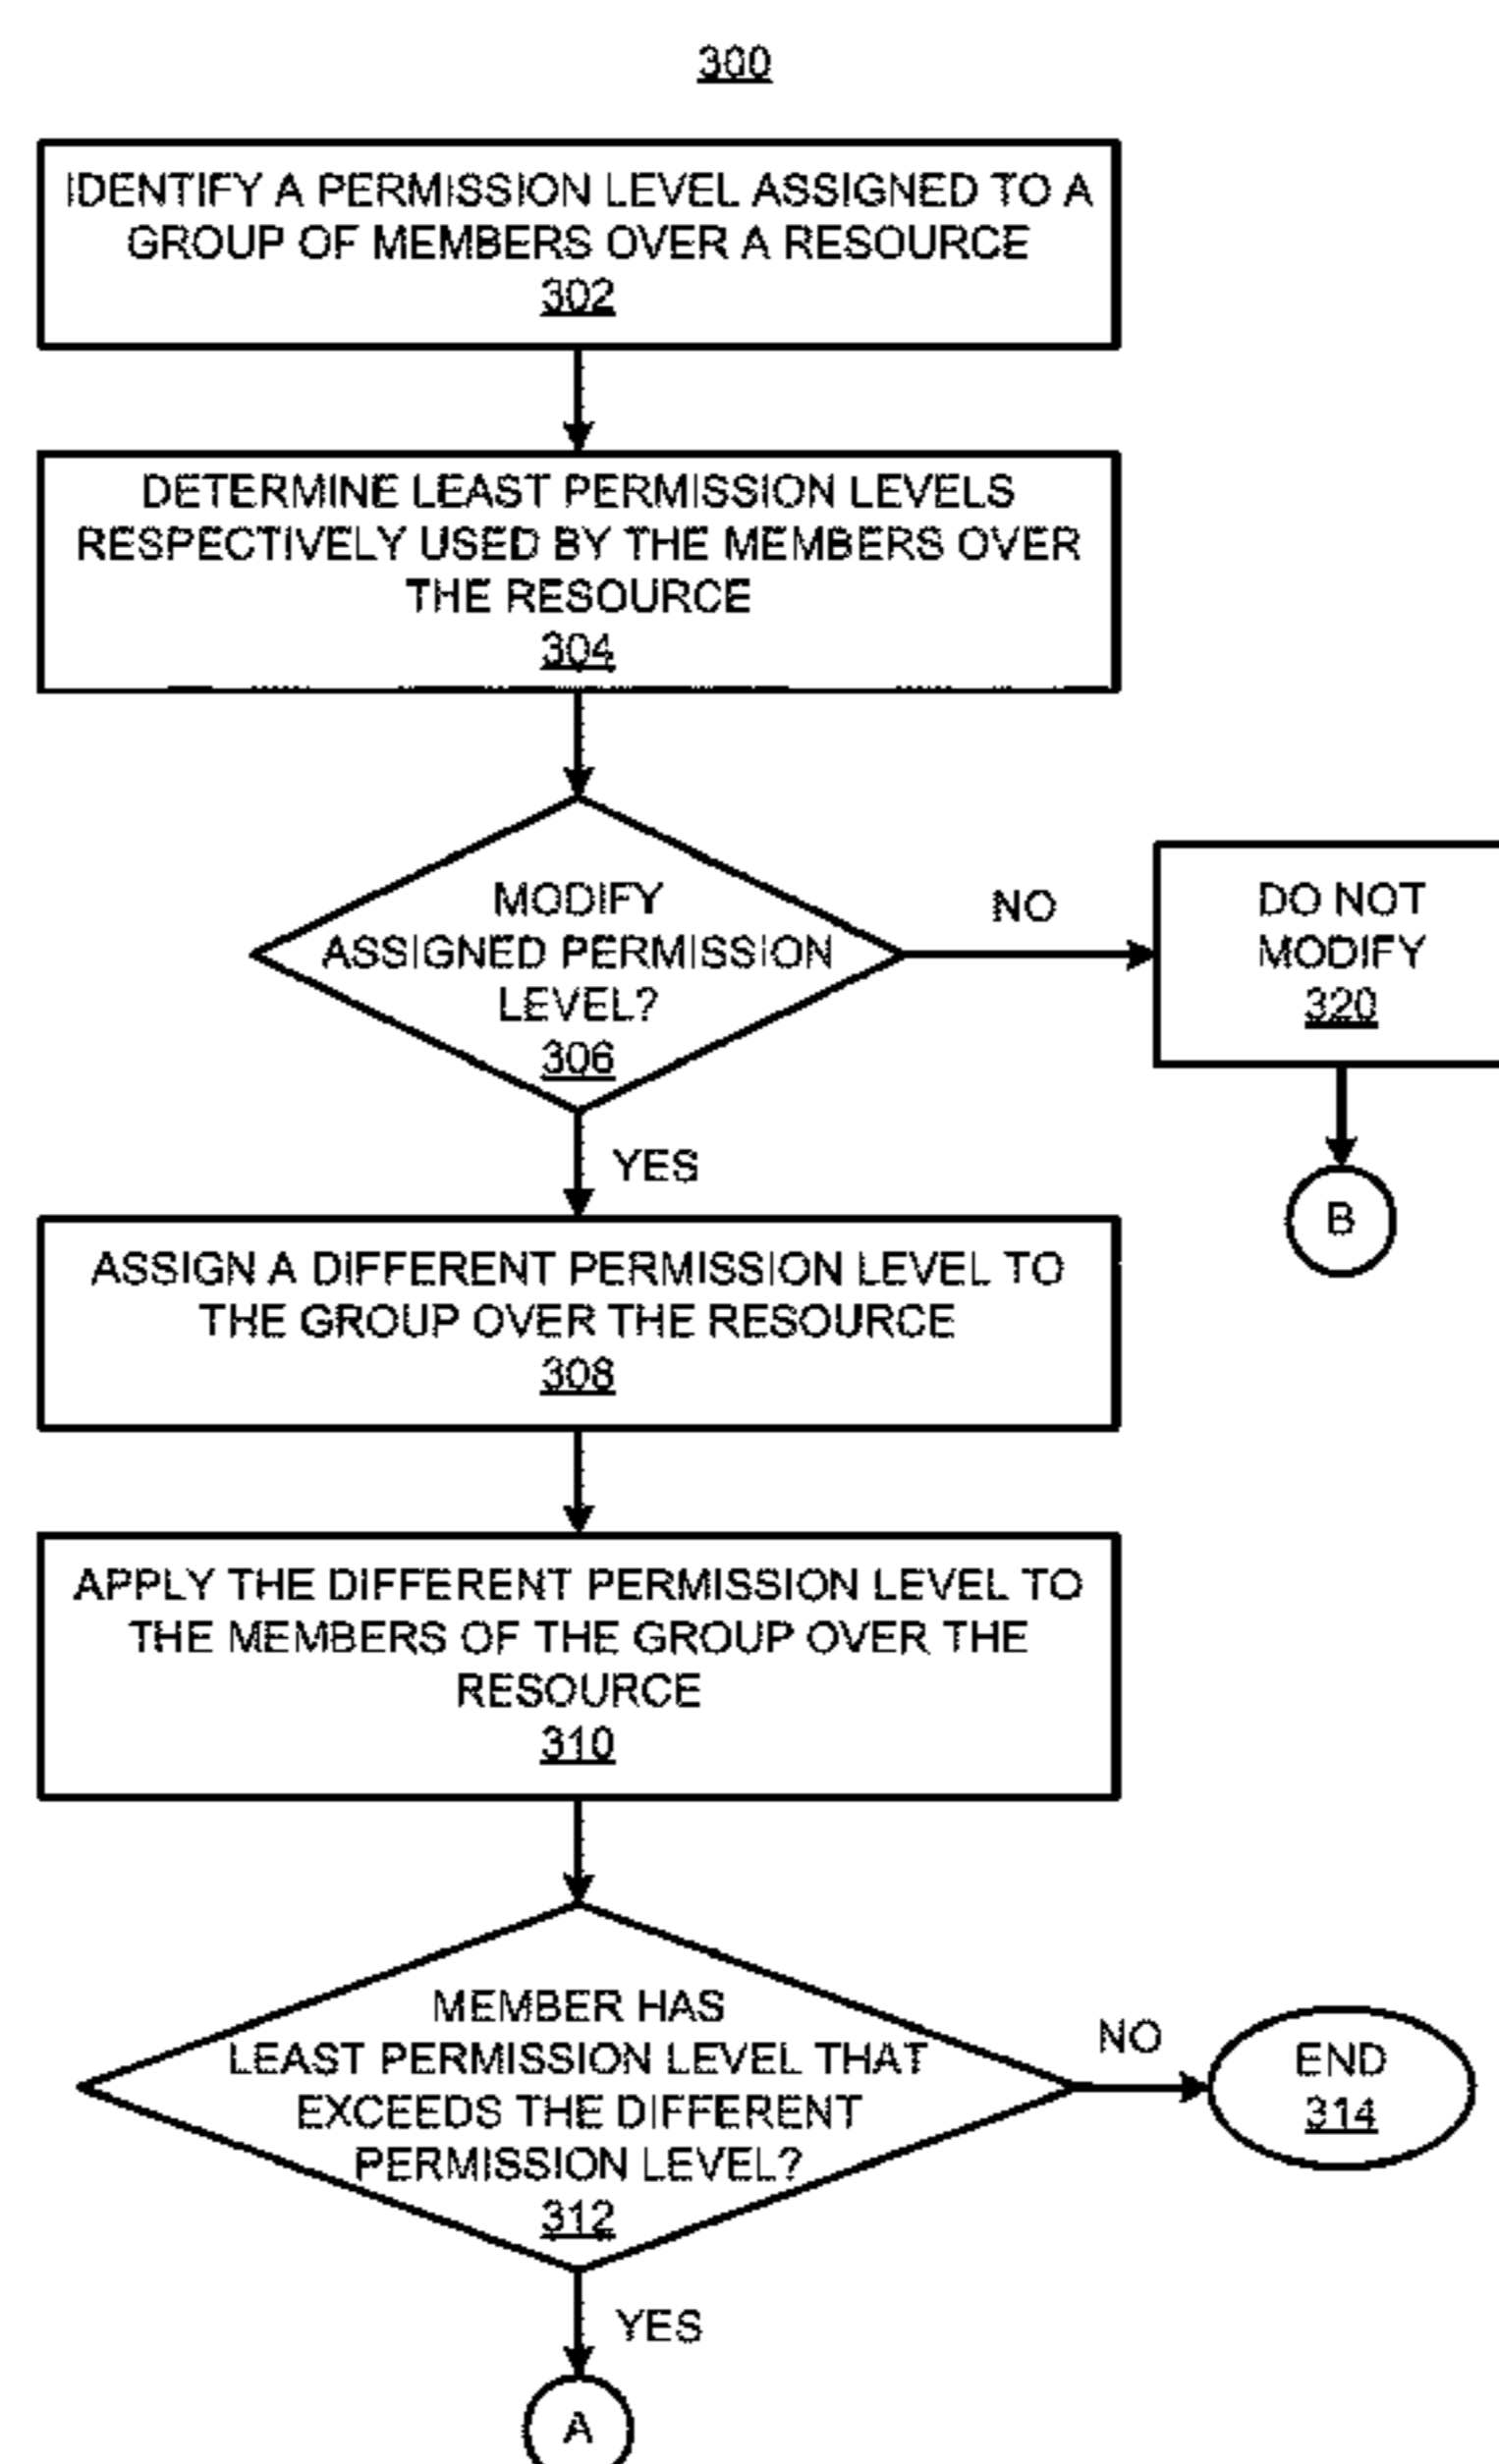 300
IDENTIFY A PERMISSION LEVEL ASSIGNED TO A
GROUP OF MEMBERS OVER A RESOURCE
302
DETERMINE LEAST PERMISSION LEVELS
RESPECTIVELY USED BY THE MEMBERS OVER
THE RESOURCE
304
MODIFY
ASSIGNED PERMISSION
LEVEL?
306
NO
DO NOT
MODIFY
320
B
YES
ASSIGN A DIFFERENT PERMISSION LEVEL TO
THE GROUP OVER THE RESOURCE
308
APPLY THE DIFFERENT PERMISSION LEVEL TO
THE MEMBERS OF THE GROUP OVER THE
RESOURCE
310
MEMBER HAS
LEAST PERMISSION LEVEL THAT
EXCEEDS THE DIFFERENT
PERMISSION LEVEL?
312
NO
END
314
YES
A